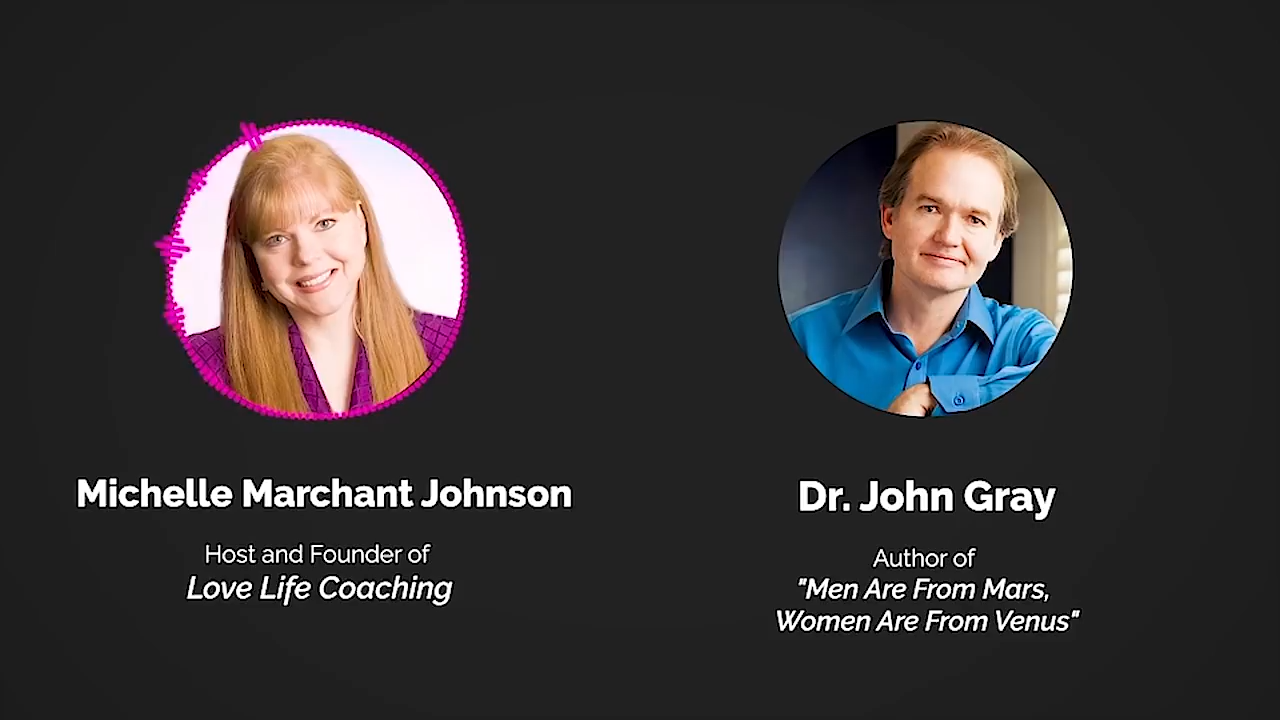 Michelle Marchant Johnson
Host and Founder of
Love Life Coaching
Dr. John Gray
Author of
"Men Are From Mars,
Women Are From Venus"